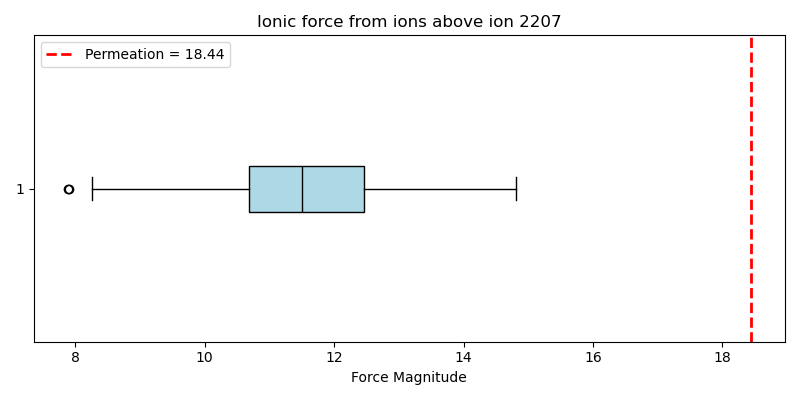 Ionic force from ions above ion 2207
Permeation = 18.44
1
8 10 12 14 16 18
Force Magnitude